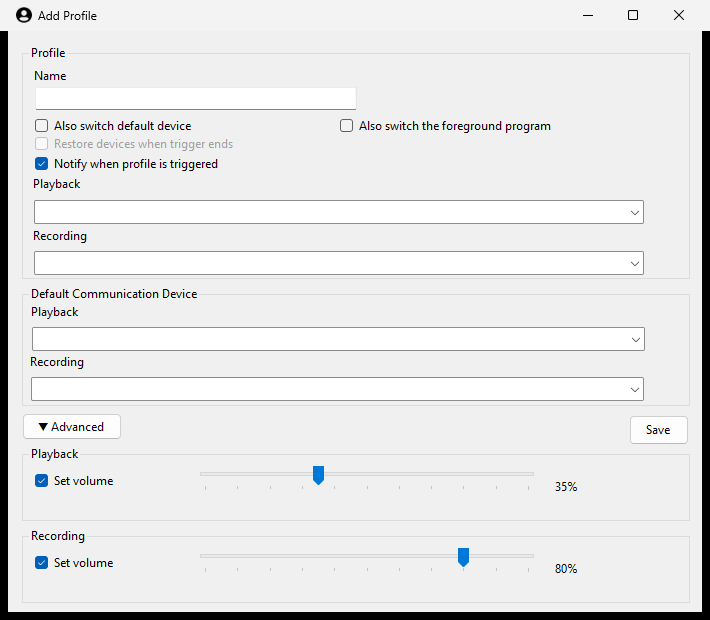 Add Profile
Profile
Name
Also switch default device
Also switch the foreground program
Restore devices when trigger ends
Notify when profile is triggered
Playback
Recording
Default Communication Device
Playback
Recording
▼ Advanced
Save
Playback
Set volume
35%
Recording
Set volume
80%